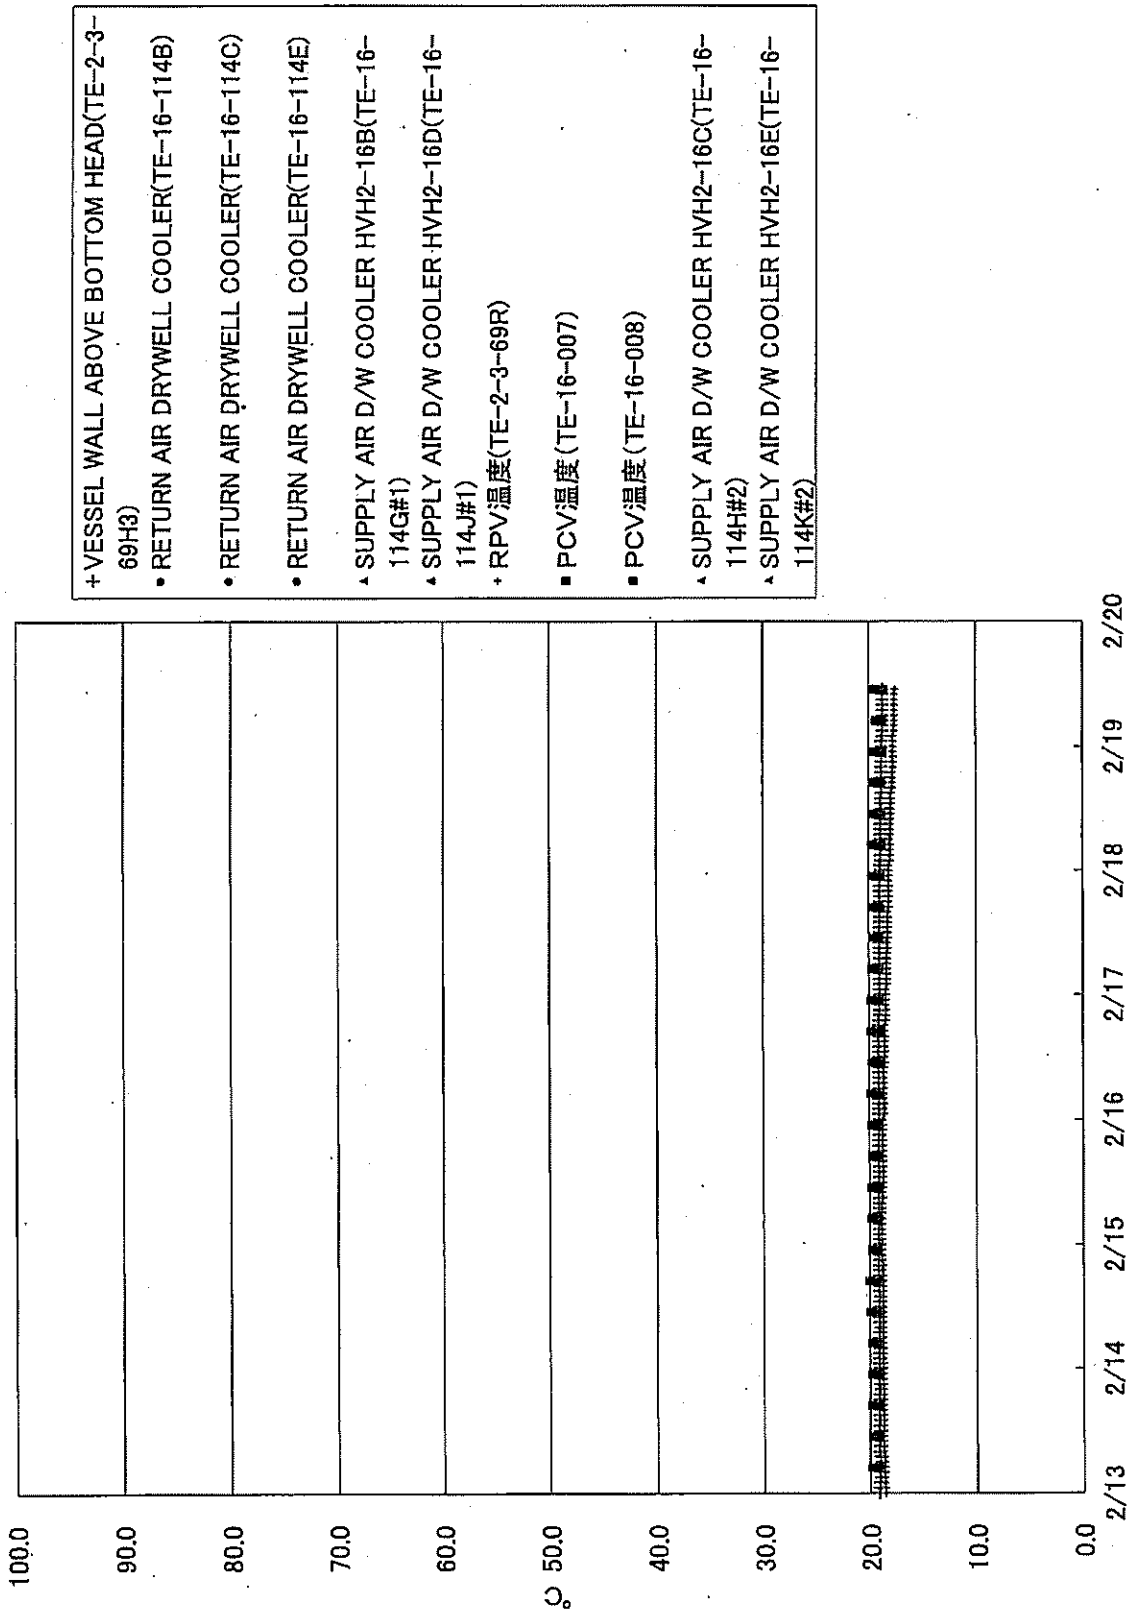 +VESSEL WALL ABOVE BOTTOM HEAD(TE-2-3-
69H3)
•RETURN AIR DRYWELL COOLER(TE-16-114B)
•RETURN AIR DRYWELL COOLER(TE-16-114C)
•RETURN AIR DRYWELL COOLER(TE-16-114E)
▲SUPPLY AIR D/W COOLER HVH2-16B(TE-16-
114G#1)
▲SUPPLY AIR D/W COOLER HVH2-16D(TE-16-
114J#1)
+RPV温度(TE-2-3-69R)
■PCV温度(TE-16-007)
■PCV温度(TE-16-008)
▲SUPPLY AIR D/W COOLER HVH2-16C(TE-16-
114H#2)
▲SUPPLY AIR D/W COOLER HVH2-16E(TE-16-
114K#2)
100.0
90.0
80.0
70.0
60.0
50.0
40.0
30.0
20.0
10.0
0.0
℃
2/13 2/14 2/15 2/16 2/17 2/18 2/19 2/20